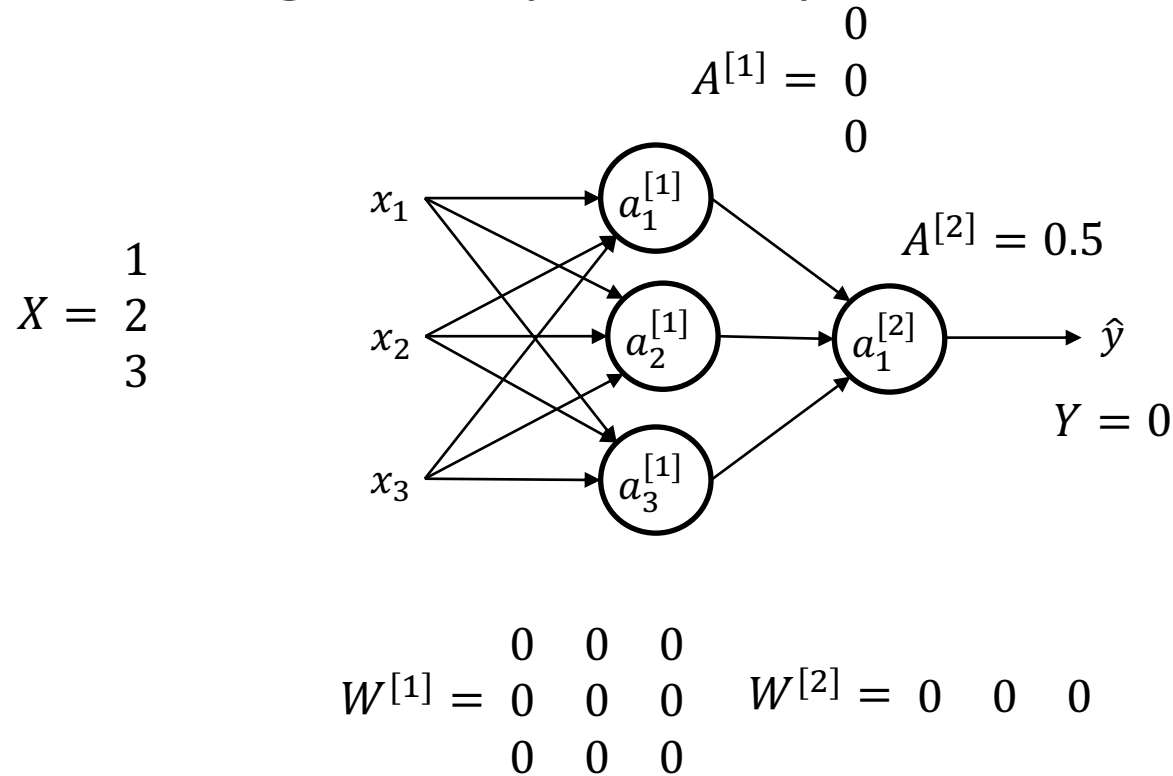 A^[1] = 0 0 0
x_1
a_1^[1]
A^[2] = 0.5
X = 1 2 3
x_2
a_2^[1]
a_1^[2]
ŷ
Y = 0
x_3
a_3^[1]
W^[1] = 0 0 0
0 0 0
0 0 0
W^[2] = 0 0 0